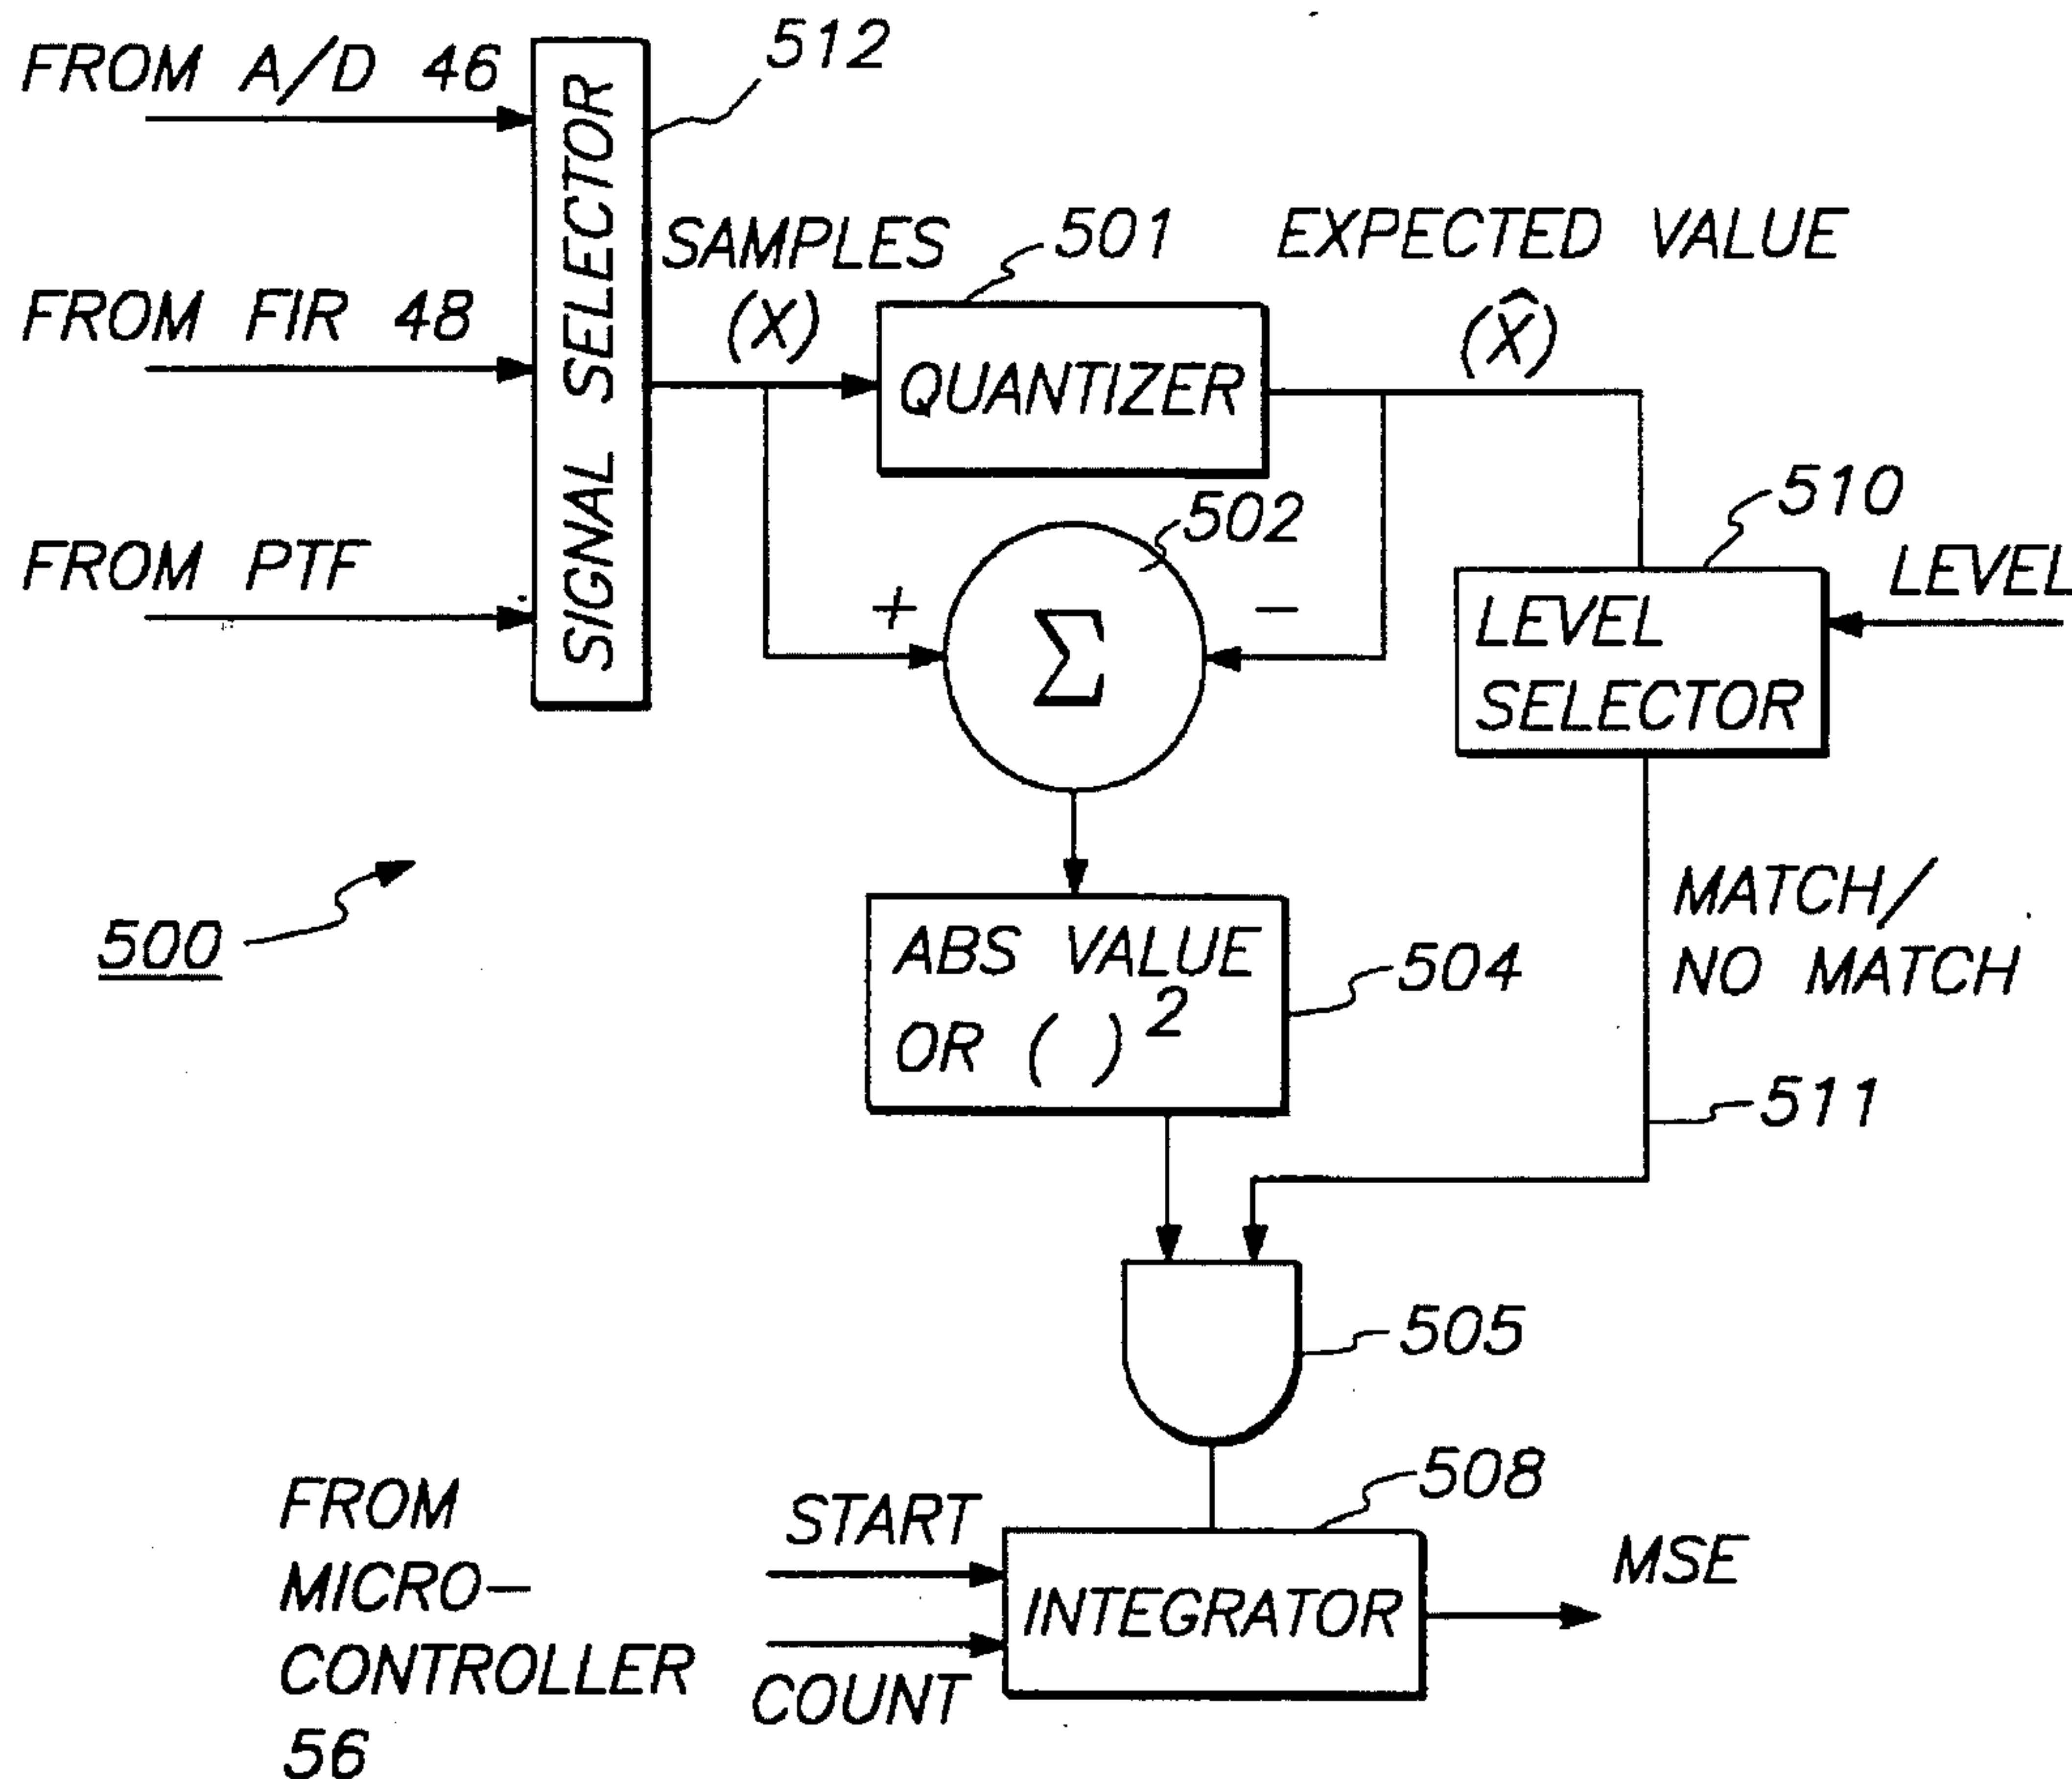 FROM A/D 46
512
SIGNAL SELECTOR
FROM FIR 48
FROM PTF
SAMPLES
(X)
501
QUANTIZER
EXPECTED VALUE
(X̂)
502
+
−
Σ
510
LEVEL
LEVEL
SELECTOR
500
ABS VALUE
OR ( )²
504
MATCH/
NO MATCH
511
505
FROM
MICRO-
CONTROLLER
56
START
COUNT
508
INTEGRATOR
MSE